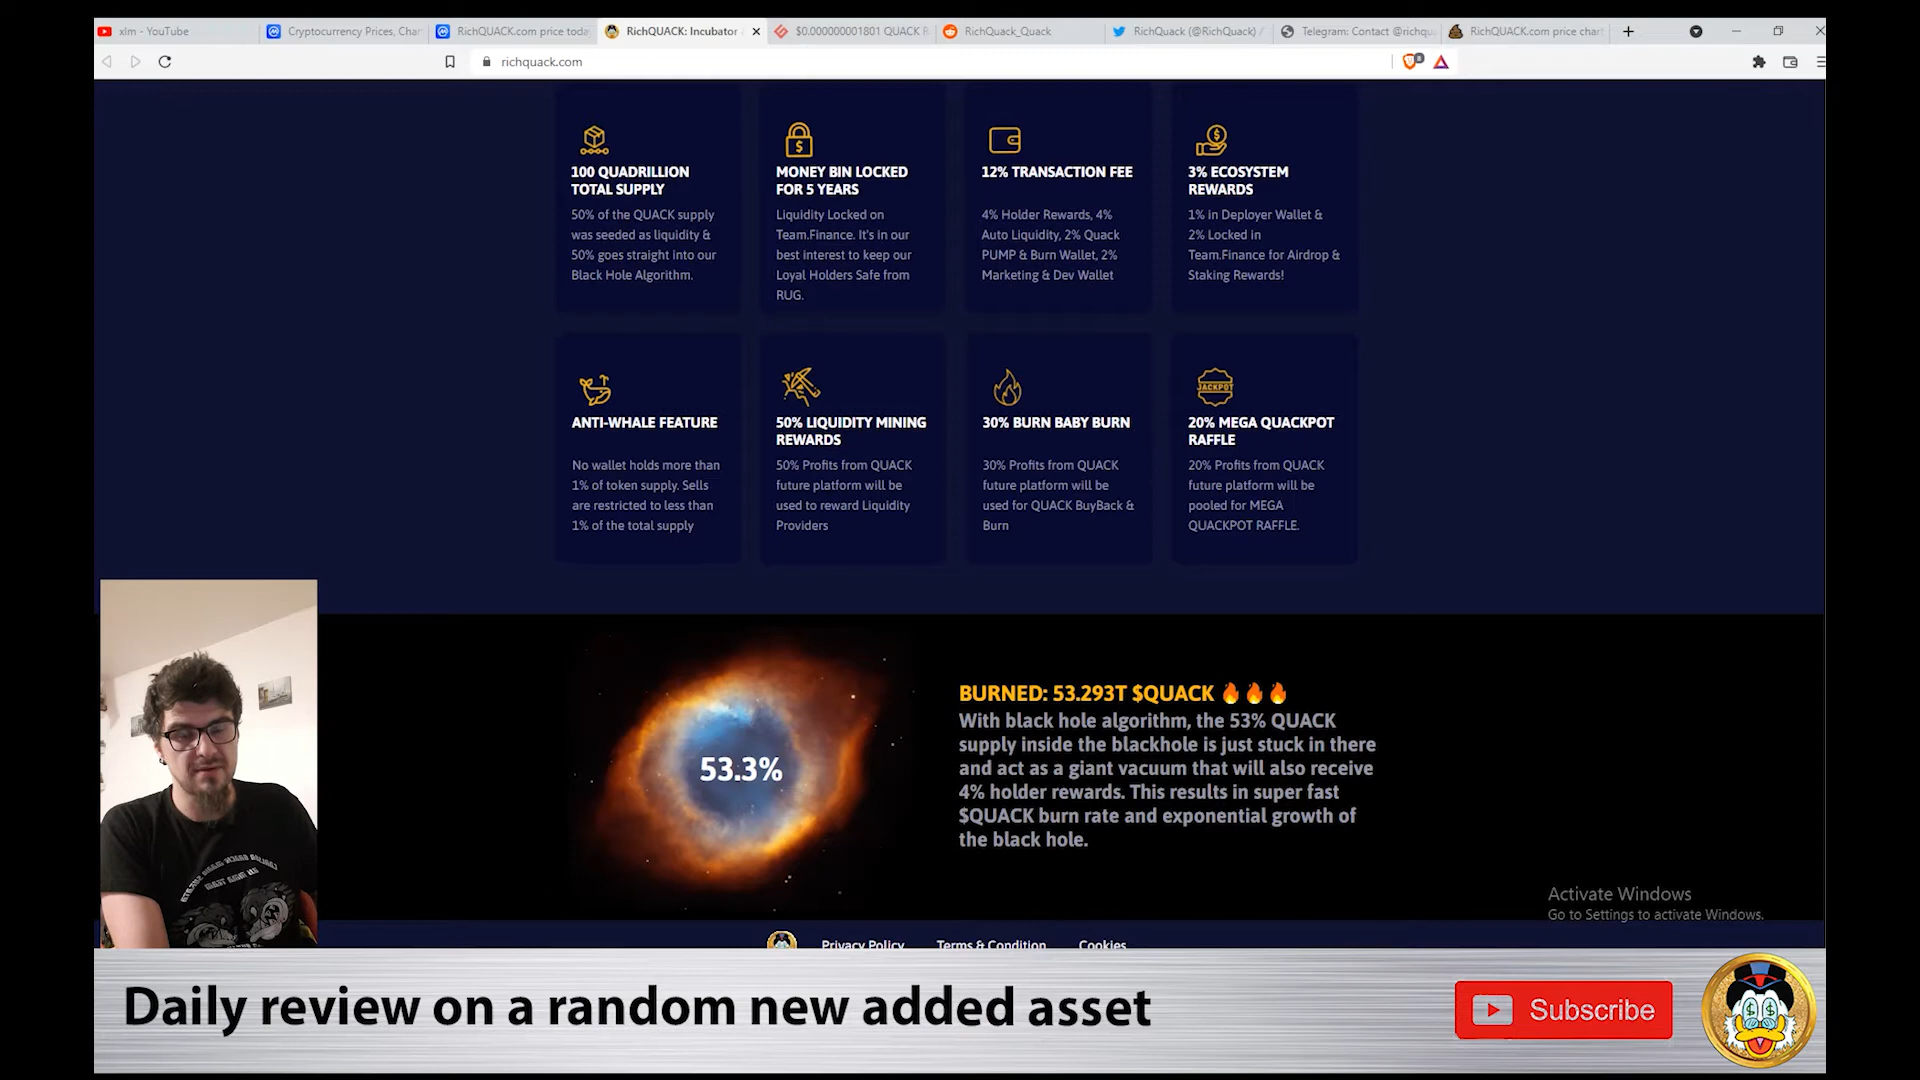 xlm - YouTube
Cryptocurrency Prices, Char
RichQUACK.com price today
RichQUACK: Incubator
$0.000000001801 QUACK R
RichQuack_Quack
RichQuack (@RichQuack) /
Telegram: Contact @richqu
RichQUACK.com price chart
richquack.com
100 QUADRILLION
TOTAL SUPPLY
50% of the QUACK supply
was seeded as liquidity &
50% goes straight into our
Black Hole Algorithm.
MONEY BIN LOCKED
FOR 5 YEARS
Liquidity Locked on
Team.Finance. It's in our
best interest to keep our
Loyal Holders Safe from
RUG.
12% TRANSACTION FEE
4% Holder Rewards, 4%
Auto Liquidity, 2% Quack
PUMP & Burn Wallet, 2%
Marketing & Dev Wallet
3% ECOSYSTEM
REWARDS
1% in Deployer Wallet &
2% Locked in
Team.Finance for Airdrop &
Staking Rewards!
ANTI-WHALE FEATURE
No wallet holds more than
1% of token supply. Sells
are restricted to less than
1% of the total supply
50% LIQUIDITY MINING
REWARDS
50% Profits from QUACK
future platform will be
used to reward Liquidity
Providers
30% BURN BABY BURN
30% Profits from QUACK
future platform will be
used for QUACK BuyBack &
Burn
JACKPOT
20% MEGA QUACKPOT
RAFFLE
20% Profits from QUACK
future platform will be
pooled for MEGA
QUACKPOT RAFFLE.
53.3%
BURNED: 53.293T $QUACK 🔥🔥🔥
With black hole algorithm, the 53% QUACK
supply inside the blackhole is just stuck in there
and act as a giant vacuum that will also receive
4% holder rewards. This results in super fast
$QUACK burn rate and exponential growth of
the black hole.
Activate Windows
Go to Settings to activate Windows.
Privacy Policy
Terms & Condition
Cookies
Daily review on a random new added asset
Subscribe